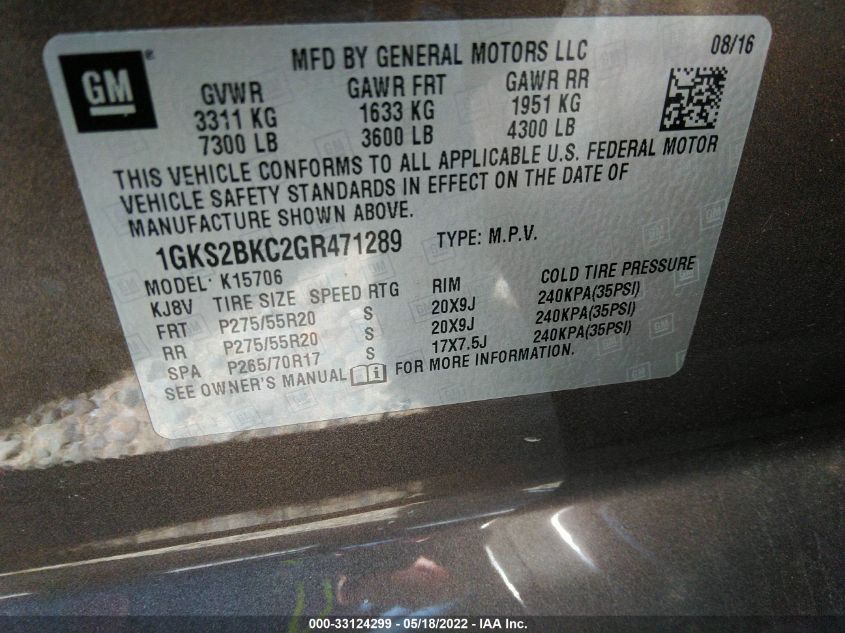 MFD BY GENERAL MOTORS LLC 08/16
GM ®
GVWR GAWR FRT GAWR RR
3311 KG 1633 KG 1951 KG
7300 LB 3600 LB 4300 LB
THIS VEHICLE CONFORMS TO ALL APPLICABLE U.S. FEDERAL MOTOR
VEHICLE SAFETY STANDARDS IN EFFECT ON THE DATE OF
MANUFACTURE SHOWN ABOVE.
1GKS2BKC2GR471289 TYPE: M.P.V.
MODEL: K15706
KJ8V TIRE SIZE SPEED RTG RIM COLD TIRE PRESSURE
FRT P275/55R20 S 20X9J 240KPA(35PSI)
RR P275/55R20 S 20X9J 240KPA(35PSI)
SPA P265/70R17 S 17X7.5J 240KPA(35PSI)
SEE OWNER'S MANUAL FOR MORE INFORMATION.
000-33124299 - 05/18/2022 - IAA Inc.